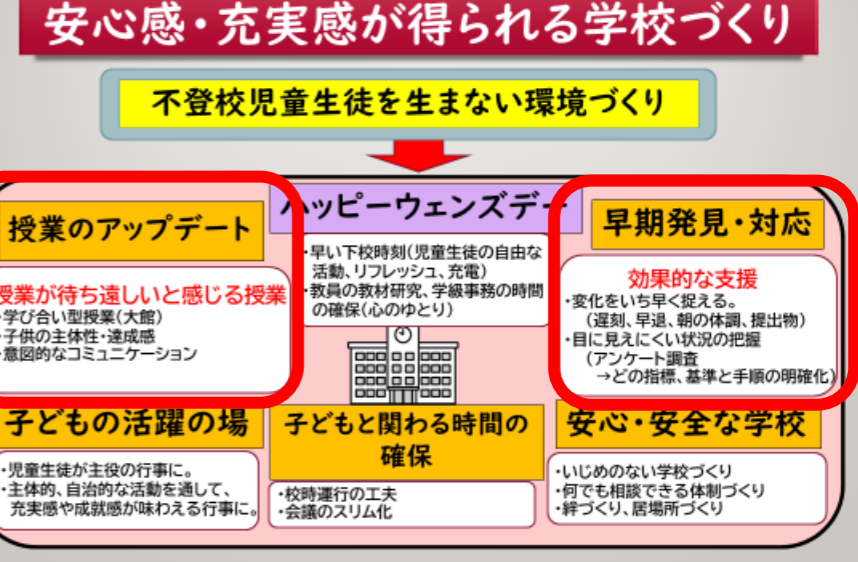 安心感・充実感が得られる学校づくり
不登校児童生徒を生まない環境づくり
授業のアップデート
授業が待ち遠しいと感じる授業
・学び合い型授業(大館)
・子供の主体性・達成感
・意図的なコミュニケーション
ハッピーウェンズデー
・早い下校時刻(児童生徒の自由な
活動、リフレッシュ、充電)
・教員の教材研究、学級事務の時間
の確保(心のゆとり)
早期発見・対応
効果的な支援
・変化をいち早く捉える。
(遅刻、早退、朝の体調、提出物)
・目に見えにくい状況の把握
(アンケート調査
→どの指標、基準と手順の明確化)
子どもの活躍の場
・児童生徒が主役の行事に。
・主体的、自治的な活動を通して、
充実感や成就感が味わえる行事に。
子どもと関わる時間の
確保
・校時運行の工夫
・会議のスリム化
安心・安全な学校
・いじめのない学校づくり
・何でも相談できる体制づくり
・絆づくり、居場所づくり